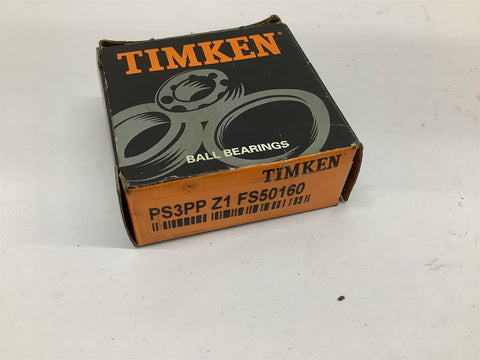 TIMKEN
BALL BEARINGS
TIMKEN
PS3PP Z1 FS50160